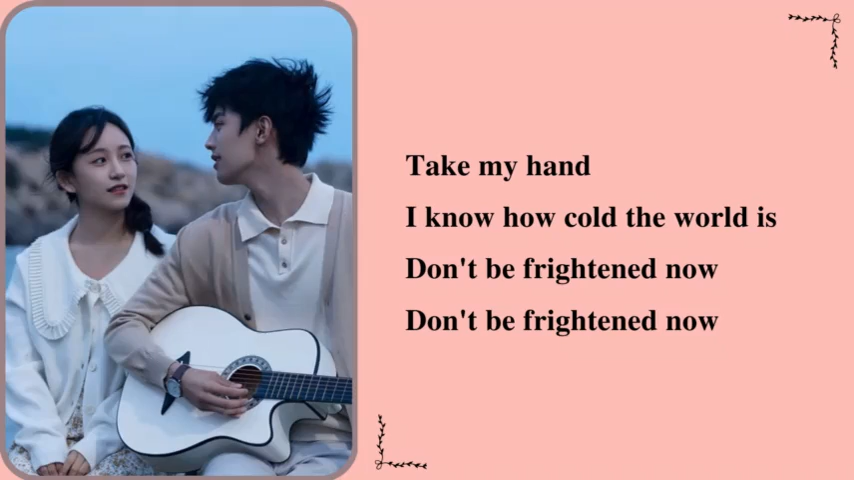 Take my hand
I know how cold the world is
Don't be frightened now
Don't be frightened now